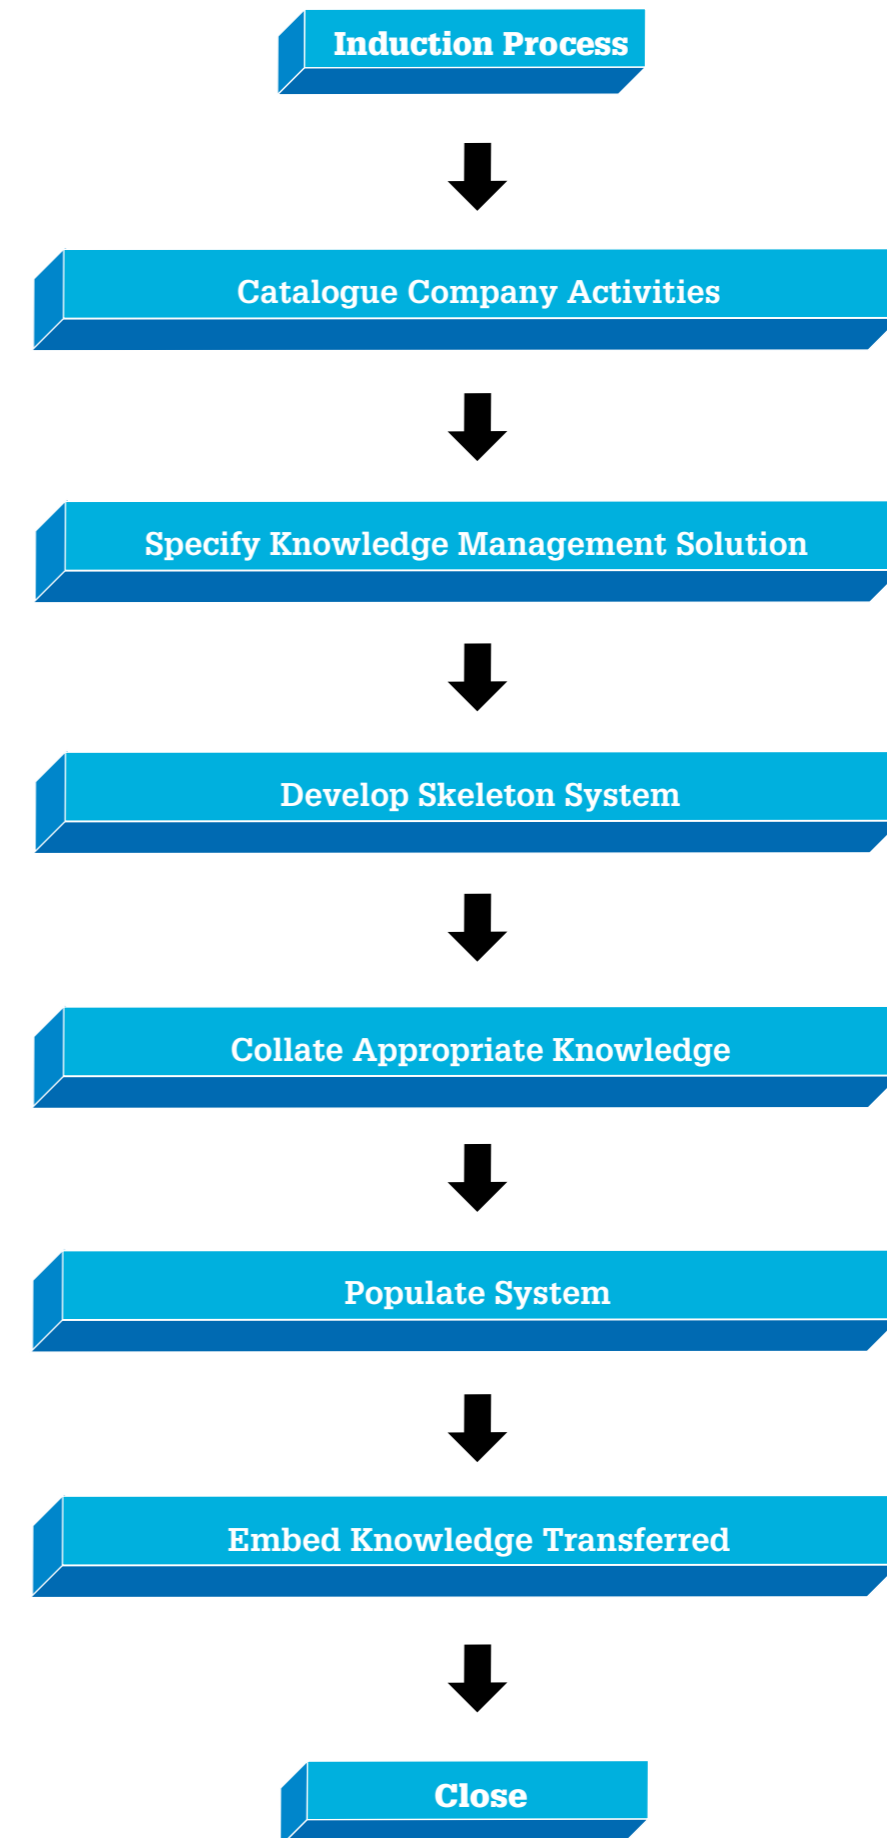 Induction Process
Catalogue Company Activities
Specify Knowledge Management Solution
Develop Skeleton System
Collate Appropriate Knowledge
Populate System
Embed Knowledge Transferred
Close